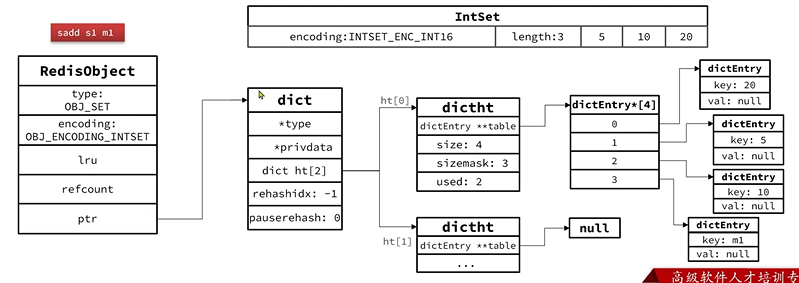 sadd s1 m1
IntSet
encoding:INTSET_ENC_INT16
length:3
5
10
20
RedisObject
type:
OBJ_SET
encoding:
OBJ_ENCODING_INTSET
lru
refcount
ptr
dict
*type
*privdata
dict ht[2]
rehashidx: -1
pauserehash: 0
ht[0]
dictht
dictEntry **table
size: 4
sizemask: 3
used: 2
ht[1]
dictht
dictEntry **table
...
null
dictEntry*[4]
0
1
2
3
dictEntry
key: 20
val: null
dictEntry
key: 5
val: null
dictEntry
key: 10
val: null
dictEntry
key: m1
val: null
高级软件人才培训专